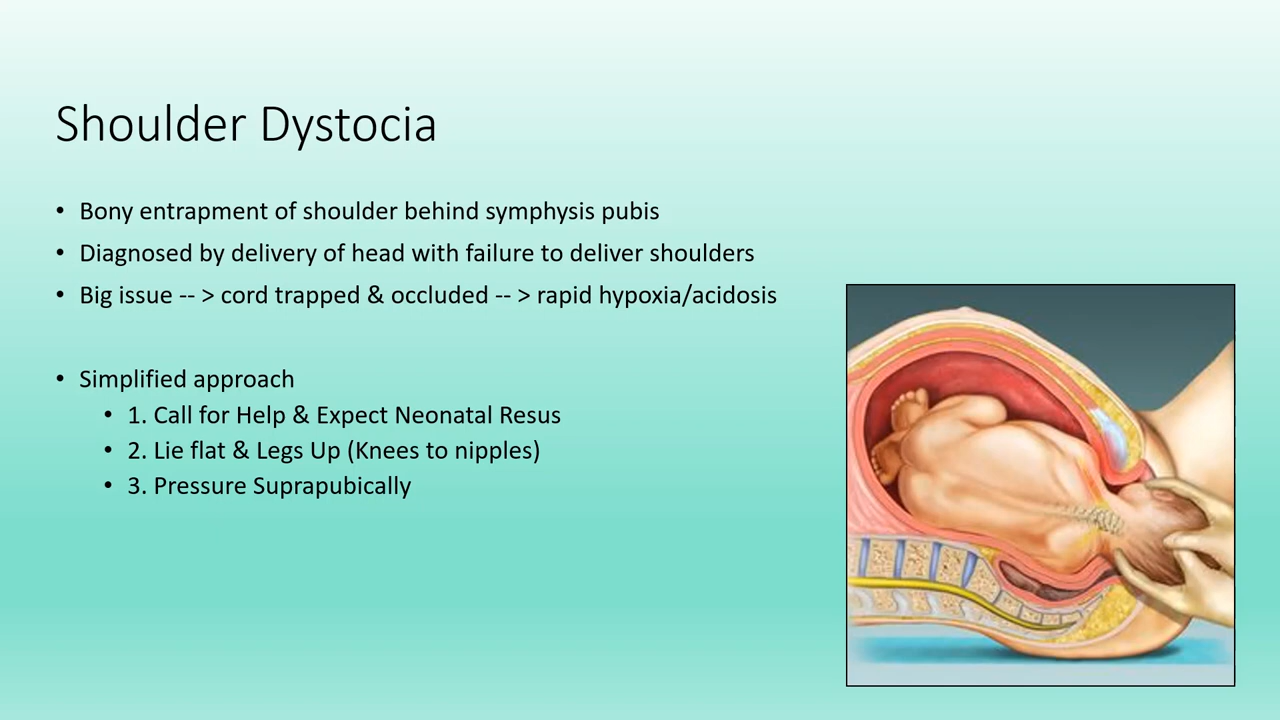 Shoulder Dystocia
• Bony entrapment of shoulder behind symphysis pubis
• Diagnosed by delivery of head with failure to deliver shoulders
• Big issue -- > cord trapped & occluded -- > rapid hypoxia/acidosis
• Simplified approach
• 1. Call for Help & Expect Neonatal Resus
• 2. Lie flat & Legs Up (Knees to nipples)
• 3. Pressure Suprapubically